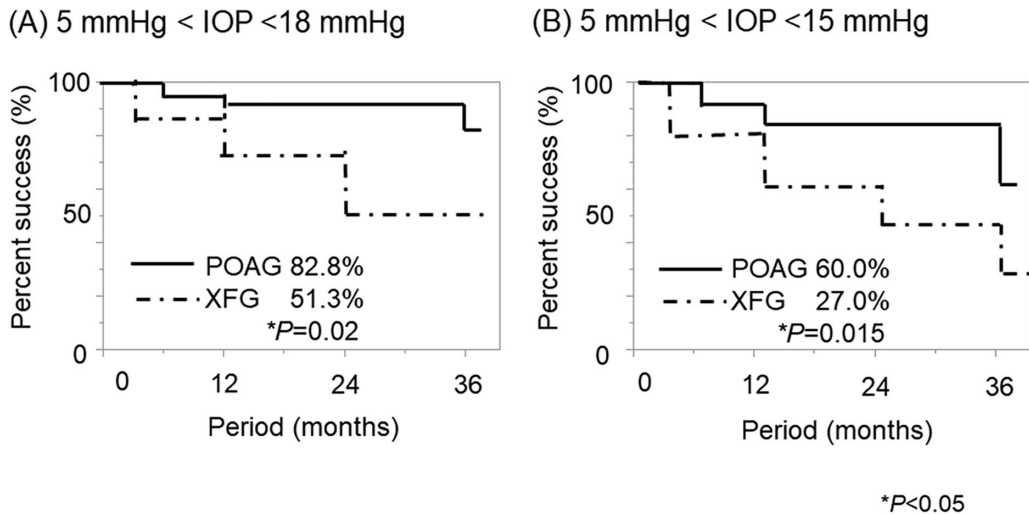 (A) 5 mmHg < IOP <18 mmHg
Percent success (%)
100
50
0
POAG 82.8%
XFG 51.3%
*P=0.02
0 12 24 36
Period (months)
(B) 5 mmHg < IOP <15 mmHg
Percent success (%)
100
50
0
POAG 60.0%
XFG 27.0%
*P=0.015
0 12 24 36
Period (months)
*P<0.05